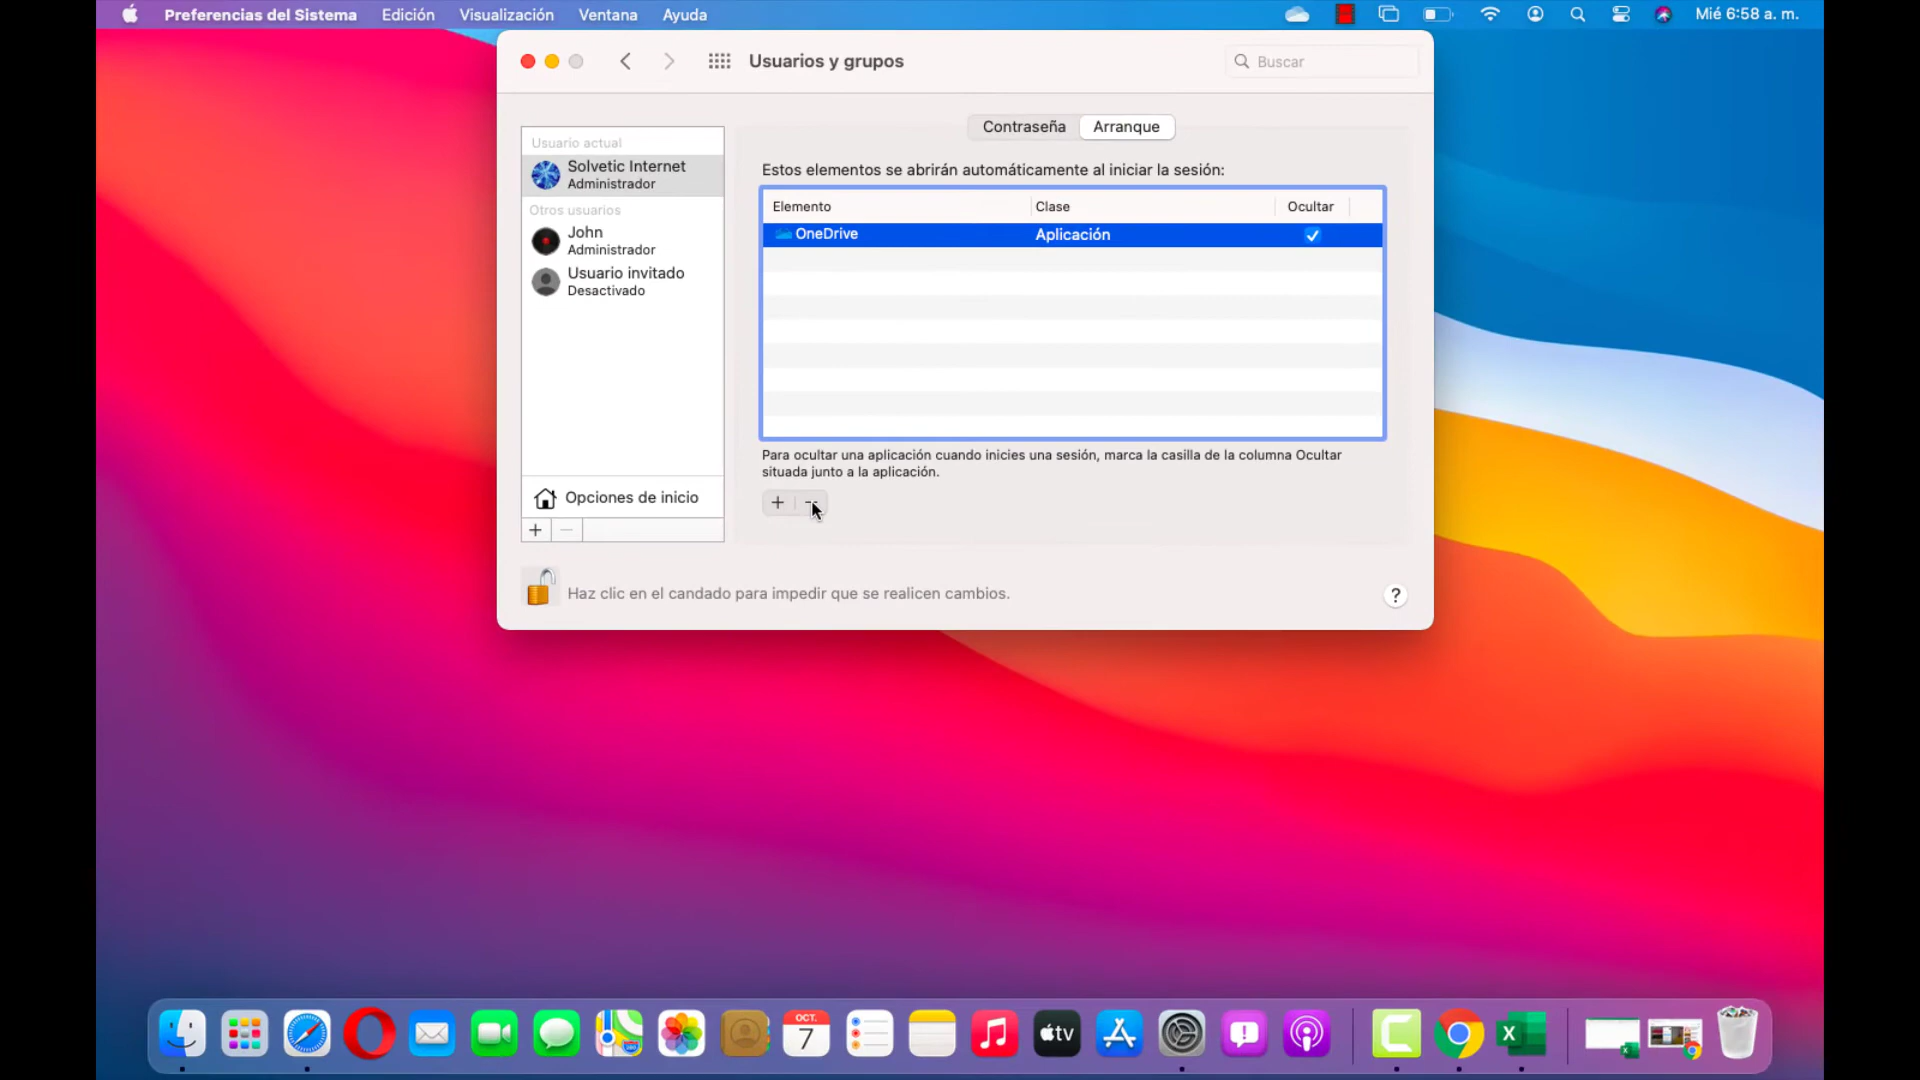 Preferencias del Sistema Edición Visualización Ventana Ayuda Mié 6:58 a. m.
Usuarios y grupos
Buscar
Contraseña Arranque
Usuario actual
Solvetic Internet
Administrador
Otros usuarios
John
Administrador
Usuario invitado
Desactivado
Opciones de inicio
Estos elementos se abrirán automáticamente al iniciar la sesión:
Elemento Clase Ocultar
OneDrive Aplicación
Para ocultar una aplicación cuando inicies una sesión, marca la casilla de la columna Ocultar
situada junto a la aplicación.
Haz clic en el candado para impedir que se realicen cambios.
?
OCT.
7
tv